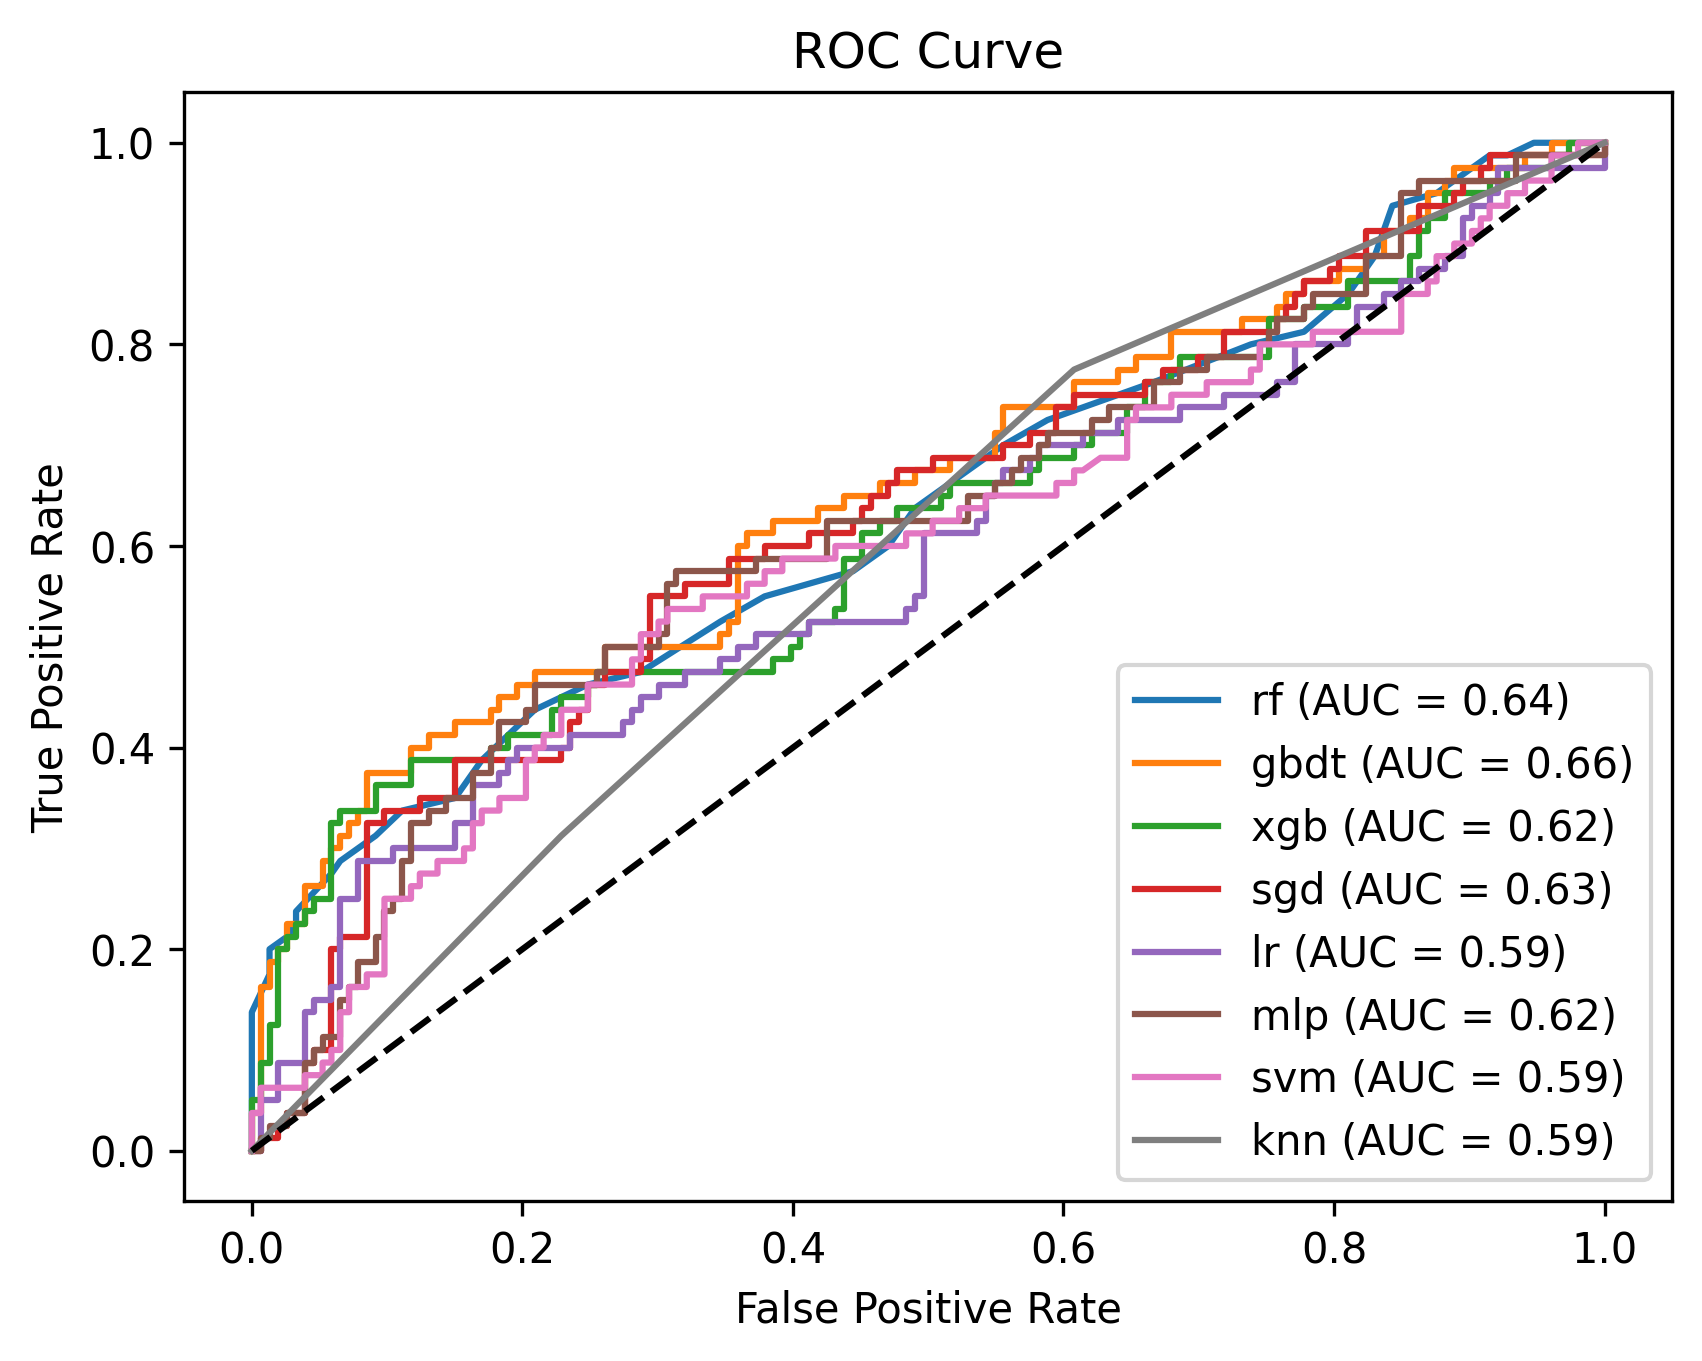 ROC Curve
True Positive Rate
1.0
0.8
0.6
0.4
0.2
0.0
rf (AUC = 0.64)
gbdt (AUC = 0.66)
xgb (AUC = 0.62)
sgd (AUC = 0.63)
lr (AUC = 0.59)
mlp (AUC = 0.62)
svm (AUC = 0.59)
knn (AUC = 0.59)
0.0 0.2 0.4 0.6 0.8 1.0
False Positive Rate